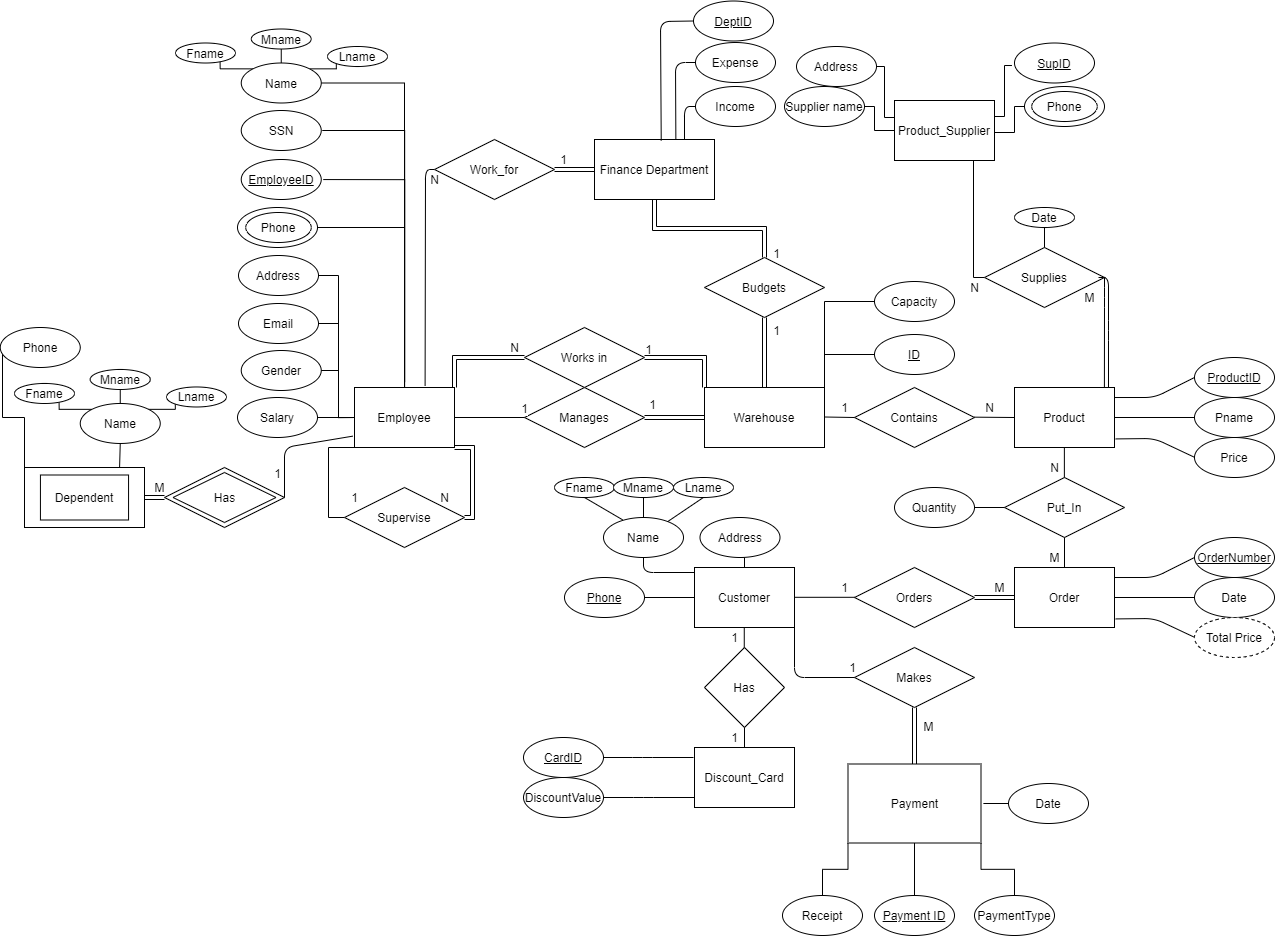 DeptID
Mname
Fname
Lname
Expense
SupID
Address
Name
Income
Supplier name
Phone
SSN
Product_Supplier
1
Work_for
Finance Department
N
EmployeeID
Date
Phone
1
Address
Supplies
Budgets
N
M
Capacity
Email
1
Phone
N
Works in
1
ID
Gender
Mname
ProductID
Fname
Lname
1
Manages
1
Warehouse
1
Contains
N
Product
Pname
Salary
Employee
Name
Price
1
N
M
Fname
Mname
Lname
Dependent
Has
1
N
Quantity
Put_In
Supervise
Name
Address
M
OrderNumber
1
M
Phone
Customer
Orders
Order
Date
1
Total Price
1
Makes
Has
M
1
CardID
Discount_Card
DiscountValue
Payment
Date
Receipt
Payment ID
PaymentType